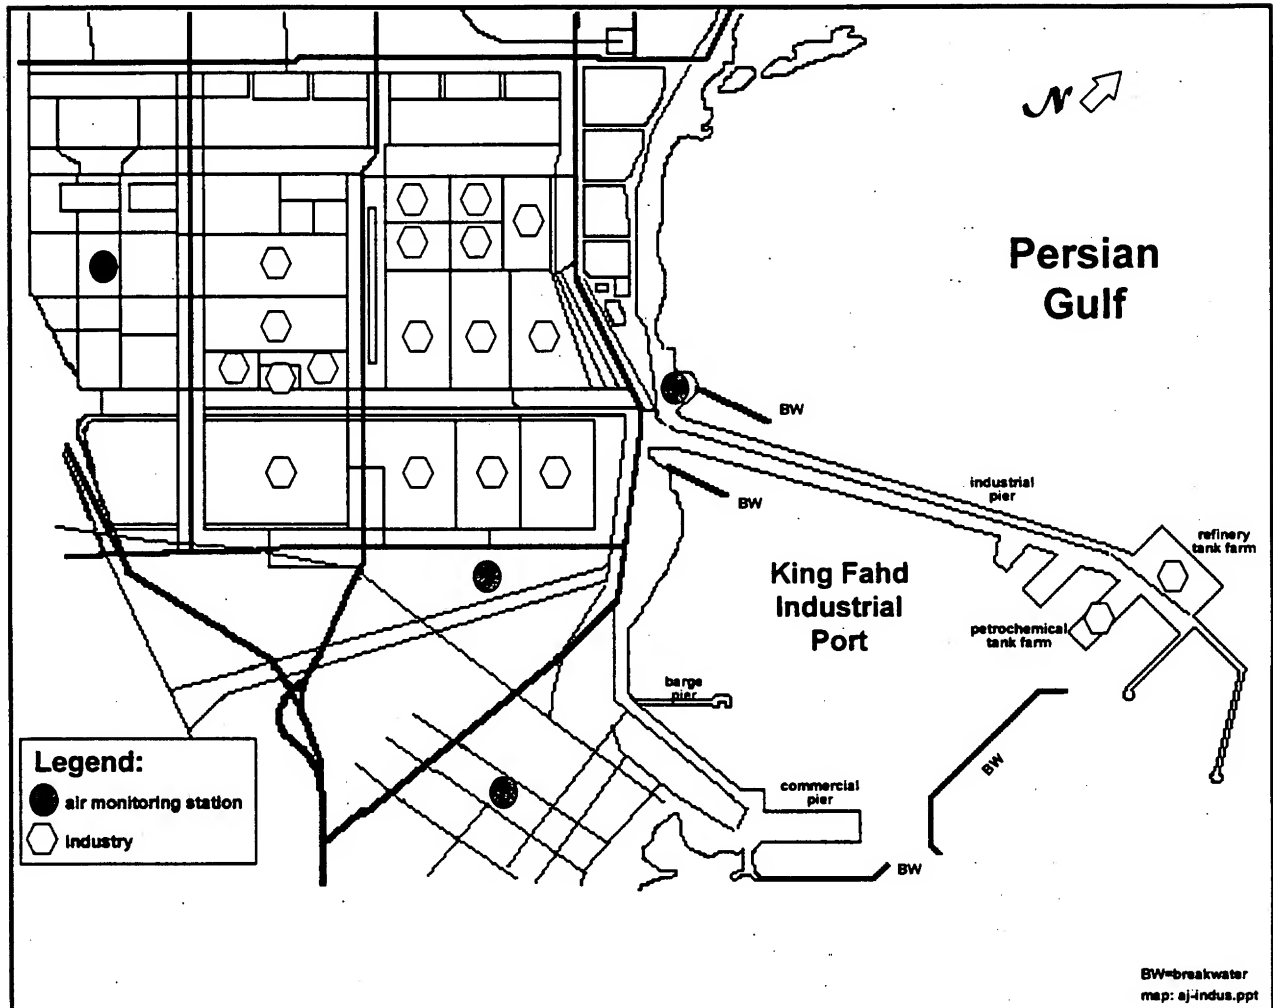 N
Persian
Gulf
BW
BW
industrial
pier
refinery
tank farm
King Fahd
Industrial
Port
petrochemical
tank farm
barge
pier
BW
Legend:
air monitoring station
industry
commercial
pier
BW
BW=breakwater
map: aj-indus.ppt